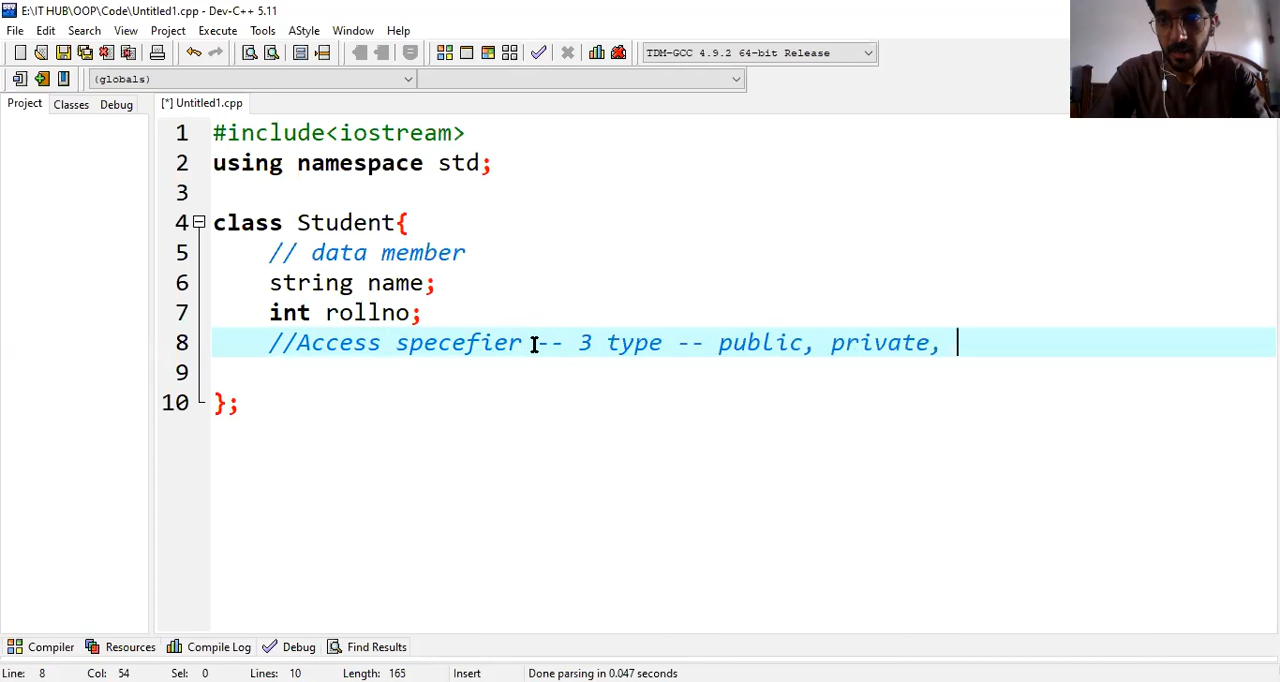 E:\IT HUB\OOP\Code\Untitled1.cpp - Dev-C++ 5.11
File Edit Search View Project Execute Tools AStyle Window Help
TDM-GCC 4.9.2 64-bit Release
(globals)
Project Classes Debug [*] Untitled1.cpp
1 #include<iostream>
2 using namespace std;
3
4 class Student{
5 // data member
6 string name;
7 int rollno;
8 //Access specefier -- 3 type -- public, private,
9
10 };
Compiler Resources Compile Log Debug Find Results
Line: 8 Col: 54 Sel: 0 Lines: 10 Length: 165 Insert Done parsing in 0.047 seconds